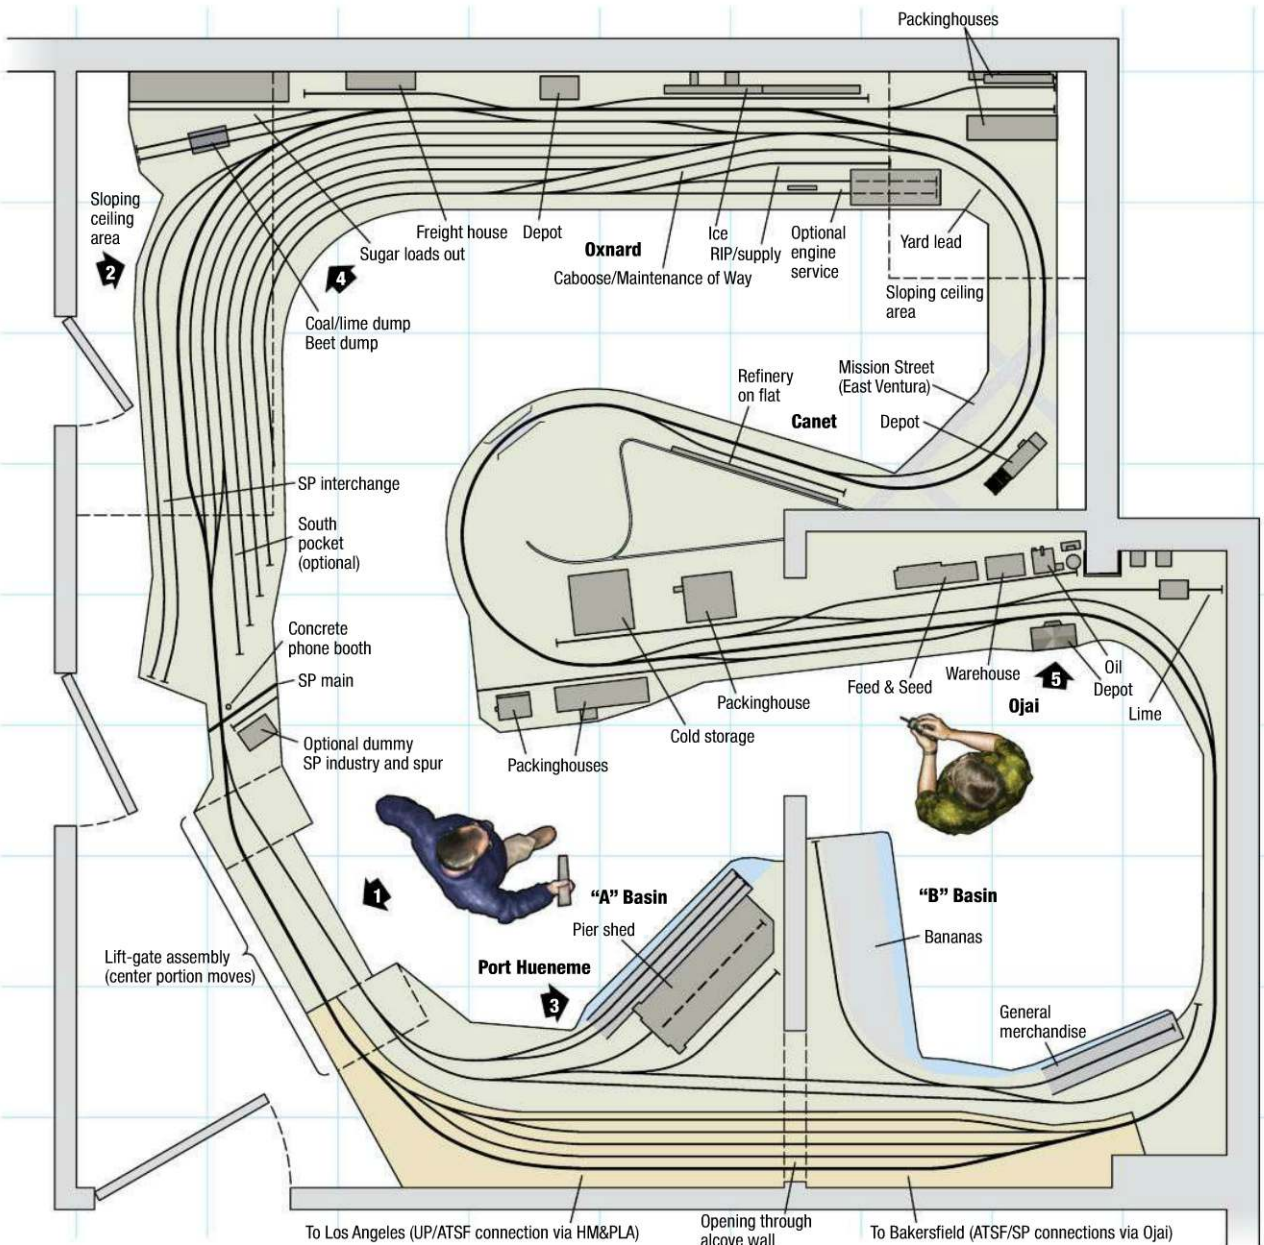 Packinghouses
Sloping
ceiling
area
2
Freight house
Depot
Oxnard
Ice
RIP/supply
Optional
engine
service
Yard lead
Sugar loads out
4
Caboose/Maintenance of Way
Sloping ceiling
area
Coal/lime dump
Beet dump
Mission Street
(East Ventura)
Refinery
on flat
Canet
Depot
SP interchange
South
pocket
(optional)
Concrete
phone booth
SP main
Optional dummy
SP industry and spur
Packinghouses
Cold storage
Packinghouse
Feed & Seed
Warehouse
5
Oil
Depot
Ojai
Lime
1
"A" Basin
Pier shed
"B" Basin
Bananas
Lift-gate assembly
(center portion moves)
Port Hueneme
3
General
merchandise
To Los Angeles (UP/ATSF connection via HM&PLA)
Opening through
alcove wall
To Bakersfield (ATSF/SP connections via Ojai)